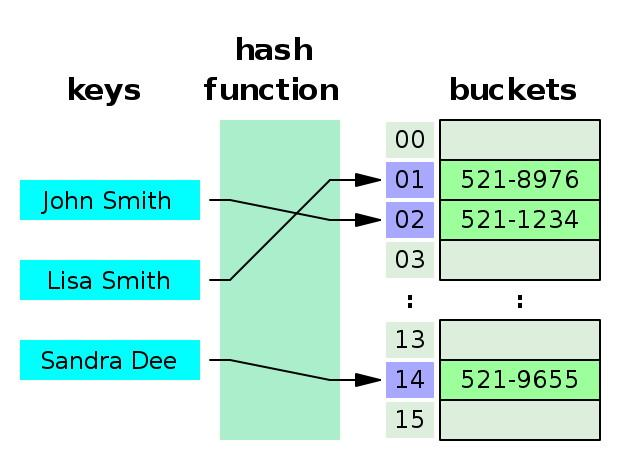 hash
keys function buckets
00
01 521-8976
John Smith
02 521-1234
Lisa Smith
03
: :
13
Sandra Dee
14 521-9655
15